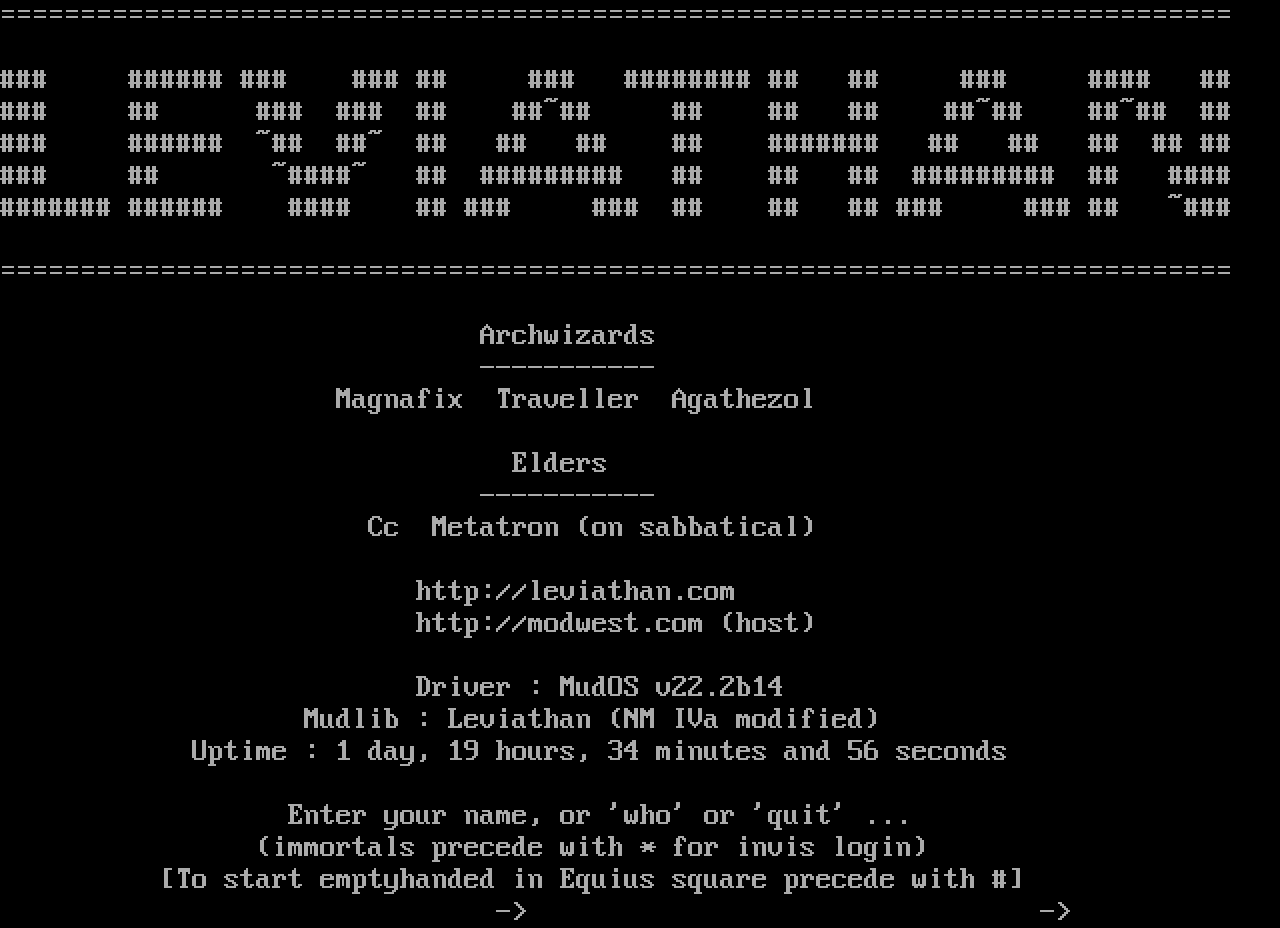 LEVIATHAN
Archwizards
Magnafix Traveller Agathezol
Elders
Cc Metatron (on sabbatical)
http://leviathan.com
http://modwest.com (host)
Driver : MudOS v22.2b14
Mudlib : Leviathan (NM IVa modified)
Uptime : 1 day, 19 hours, 34 minutes and 56 seconds
Enter your name, or 'who' or 'quit' ...
(immortals precede with * for invis login)
[To start emptyhanded in Equius square precede with #]
-> ->